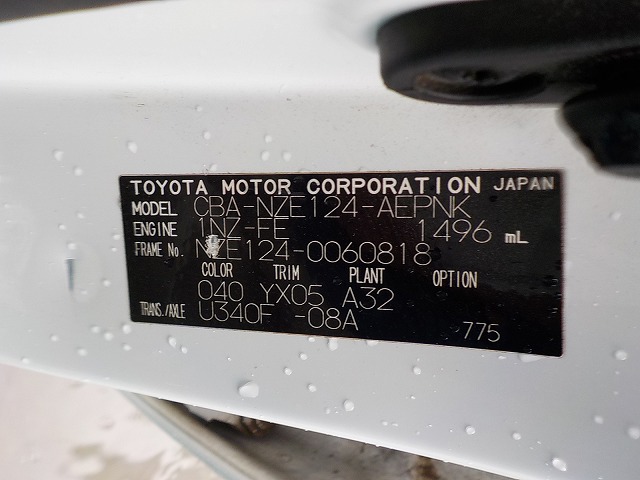 TOYOTA MOTOR CORPORATION JAPAN
MODEL CBA-NZE124-AEPNK
ENGINE 1NZ-FE 1496 mL
FRAME No. NZE124-0060818
COLOR TRIM PLANT OPTION
040 YX05 A32
TRANS./AXLE U340F -08A
775